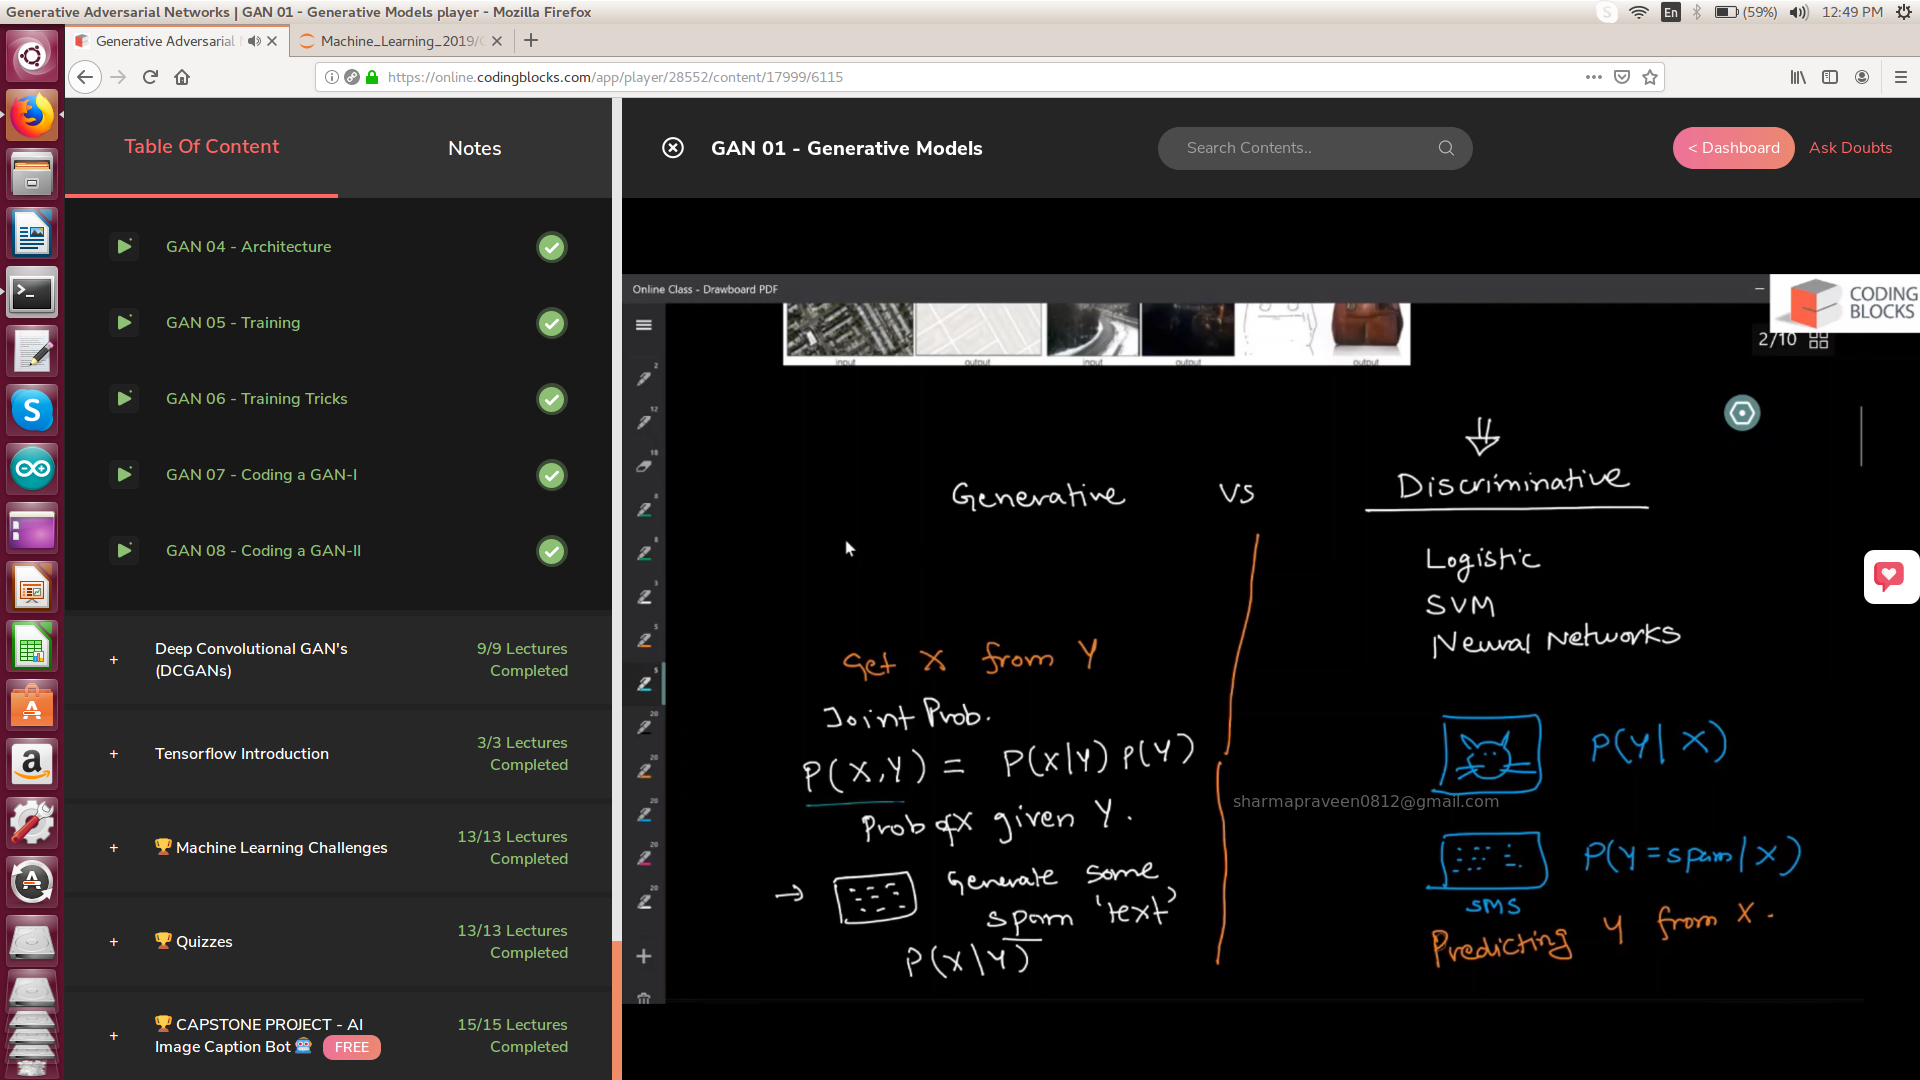 Generative Adversarial Networks | GAN 01 - Generative Models player - Mozilla Firefox
En
(59%)
12:49 PM
Generative Adversarial
Machine_Learning_2019/
https://online.codingblocks.com/app/player/28552/content/17999/6115
Table Of Content
Notes
GAN 01 - Generative Models
Search Contents..
< Dashboard
Ask Doubts
GAN 04 - Architecture
GAN 05 - Training
GAN 06 - Training Tricks
GAN 07 - Coding a GAN-I
GAN 08 - Coding a GAN-II
Deep Convolutional GAN's
(DCGANs)
9/9 Lectures
Completed
Tensorflow Introduction
3/3 Lectures
Completed
Machine Learning Challenges
13/13 Lectures
Completed
Quizzes
13/13 Lectures
Completed
CAPSTONE PROJECT - AI
Image Caption Bot
FREE
15/15 Lectures
Completed
Online Class - Drawboard PDF
CODING
BLOCKS
2/10
input
output
input
output
output
Generative vs Discriminative
Logistic
SVM
Neural Networks
Get X from Y
Joint Prob.
P(X,Y) = P(X|Y) P(Y)
Prob of X given Y.
→ Generate some
spam 'text'
P(X|Y)
P(Y|X)
sharmapraveen0812@gmail.com
P(Y=spam|X)
SMS
Predicting Y from X.